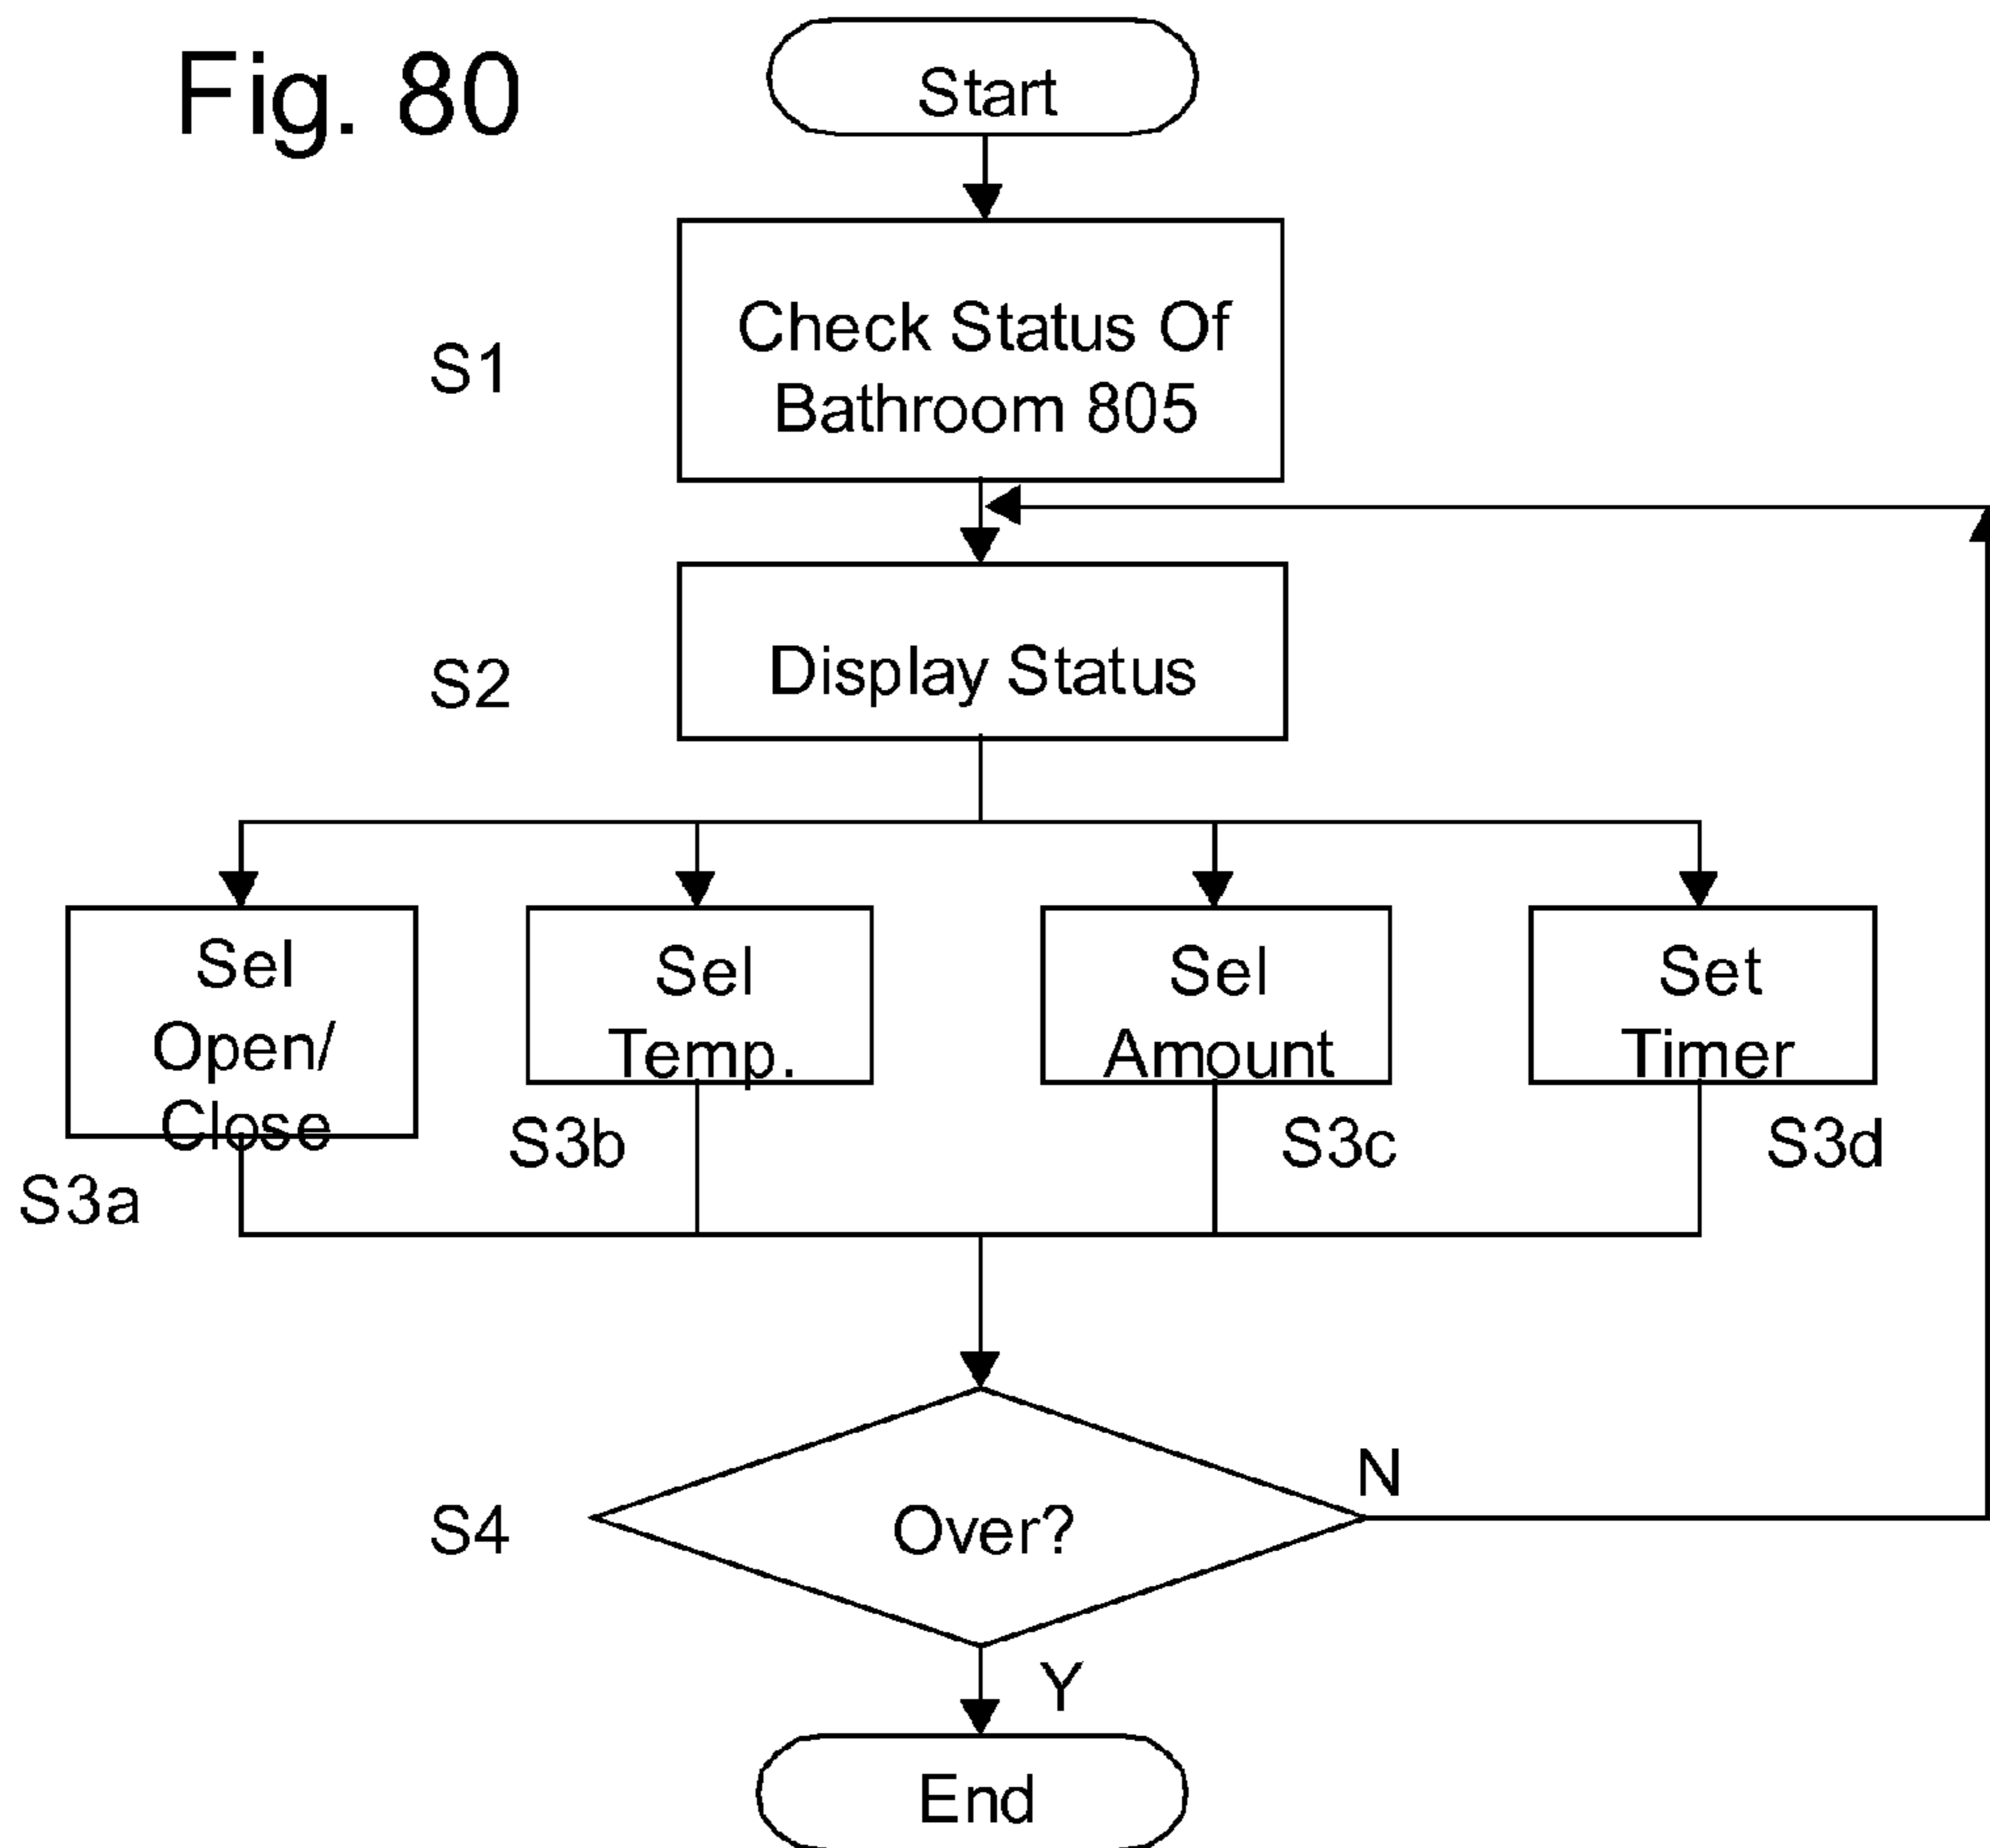 Fig. 80
Start
S1
Check Status Of
Bathroom 805
S2
Display Status
Sel
Open/
Close
S3a
Sel
Temp.
S3b
Sel
Amount
S3c
Set
Timer
S3d
S4
Over?
N
Y
End